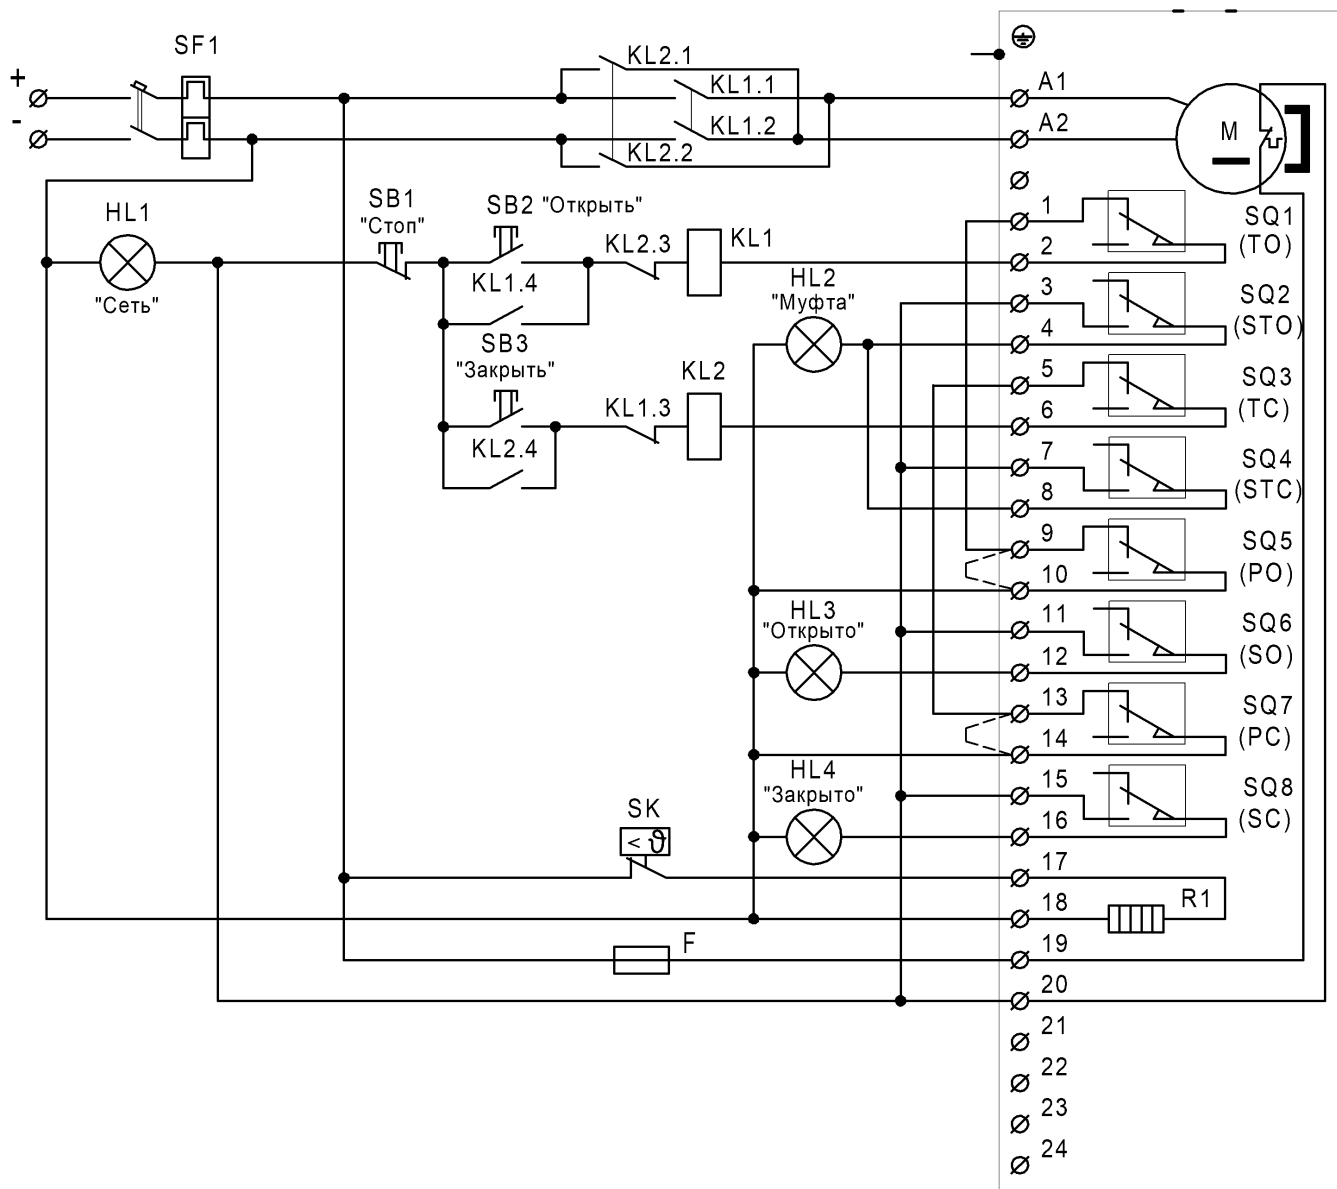 SF1
+
-
KL2.1
KL1.1
KL1.2
KL2.2
A1
A2
M
HL1
"Сеть"
SB1
"Стоп"
SB2 "Открыть"
KL1.4
KL2.3
KL1
SB3
"Закрыть"
KL2.4
KL1.3
KL2
HL2
"Муфта"
HL3
"Открыто"
HL4
"Закрыто"
SK
< ϑ
F
1
2
3
4
5
6
7
8
9
10
11
12
13
14
15
16
17
18
19
20
21
22
23
24
SQ1
(TO)
SQ2
(STO)
SQ3
(TC)
SQ4
(STC)
SQ5
(PO)
SQ6
(SO)
SQ7
(PC)
SQ8
(SC)
R1